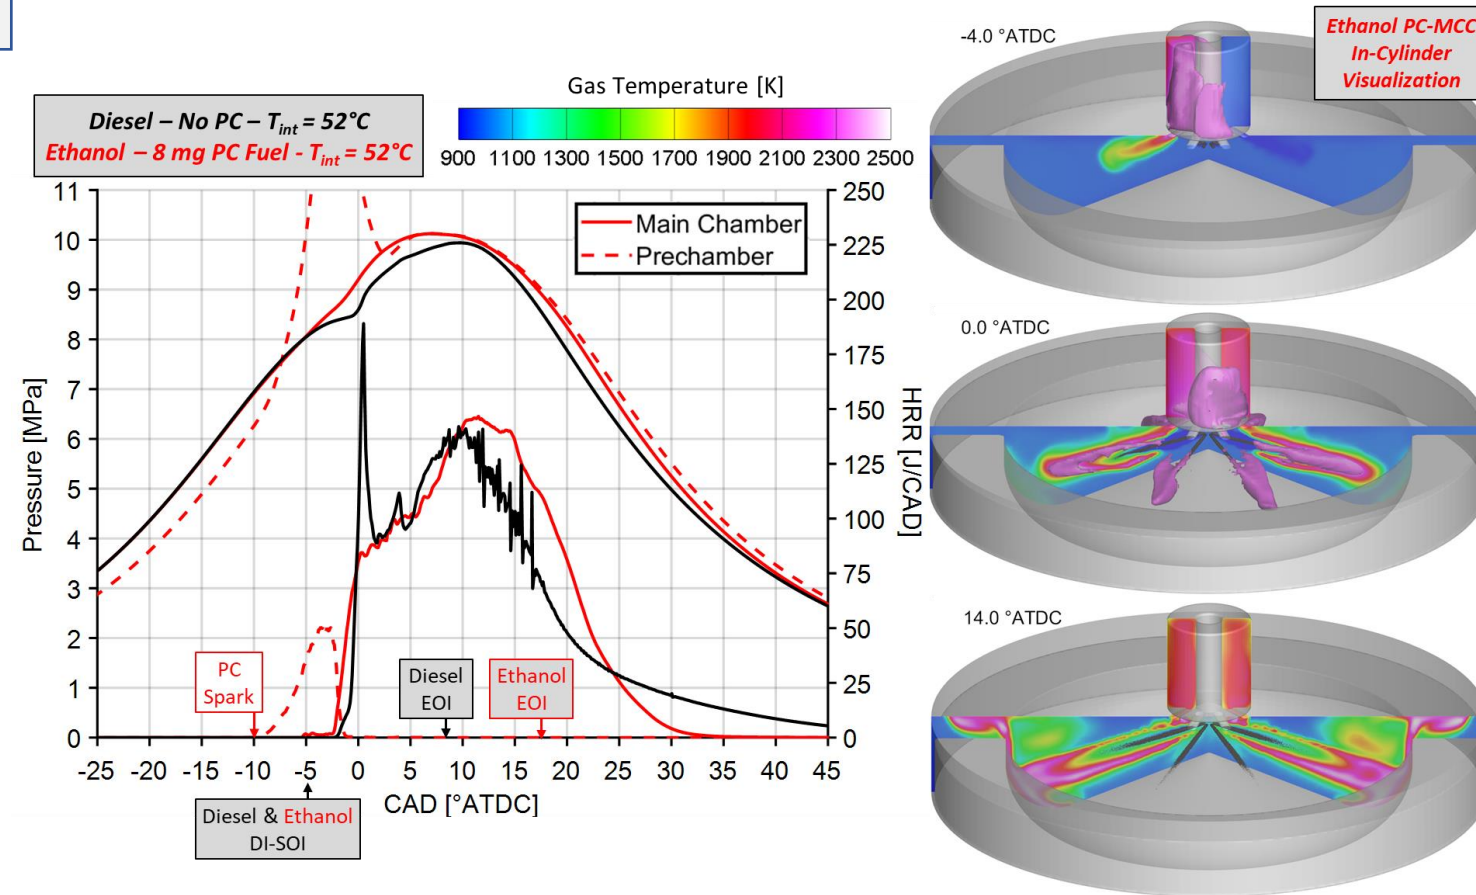 Diesel – No PC – Tint = 52°C
Ethanol – 8 mg PC Fuel - Tint = 52°C
Gas Temperature [K]
900 1100 1300 1500 1700 1900 2100 2300 2500
Main Chamber
Prechamber
Pressure [MPa]
11
10
9
8
7
6
5
4
3
2
1
0
HRR [J/CAD]
250
225
200
175
150
125
100
75
50
25
0
PC
Spark
Diesel
EOI
Ethanol
EOI
-25 -20 -15 -10 -5 0 5 10 15 20 25 30 35 40 45
CAD [°ATDC]
Diesel & Ethanol
DI-SOI
-4.0 °ATDC
Ethanol PC-MCC
In-Cylinder
Visualization
0.0 °ATDC
14.0 °ATDC